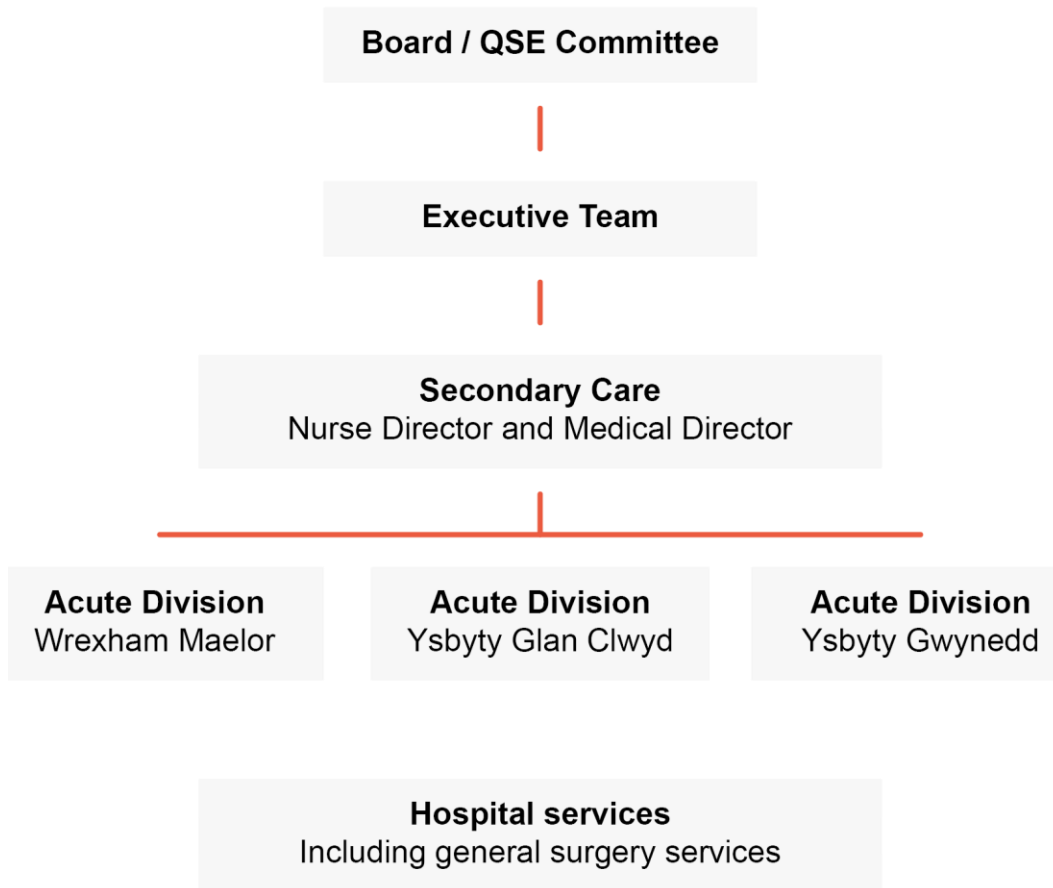 Board / QSE Committee
Executive Team
Secondary Care
Nurse Director and Medical Director
Acute Division
Wrexham Maelor
Acute Division
Ysbyty Glan Clwyd
Acute Division
Ysbyty Gwynedd
Hospital services
Including general surgery services